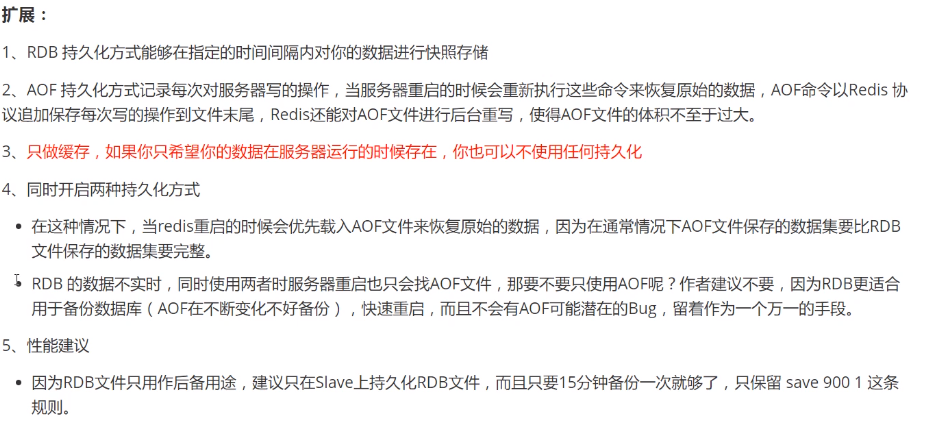 扩展：
1、RDB 持久化方式能够在指定的时间间隔内对你的数据进行快照存储
2、AOF 持久化方式记录每次对服务器写的操作，当服务器重启的时候会重新执行这些命令来恢复原始的数据，AOF命令以Redis 协
议追加保存每次写的操作到文件末尾，Redis还能对AOF文件进行后台重写，使得AOF文件的体积不至于过大。
3、只做缓存，如果你只希望你的数据在服务器运行的时候存在，你也可以不使用任何持久化
4、同时开启两种持久化方式
• 在这种情况下，当redis重启的时候会优先载入AOF文件来恢复原始的数据，因为在通常情况下AOF文件保存的数据集要比RDB
文件保存的数据集要完整。
• RDB 的数据不实时，同时使用两者时服务器重启也只会找AOF文件，那要不要只使用AOF呢？作者建议不要，因为RDB更适合
用于备份数据库（AOF在不断变化不好备份），快速重启，而且不会有AOF可能潜在的Bug，留着作为一个万一的手段。
5、性能建议
• 因为RDB文件只用作后备用途，建议只在Slave上持久化RDB文件，而且只要15分钟备份一次就够了，只保留 save 900 1 这条
规则。